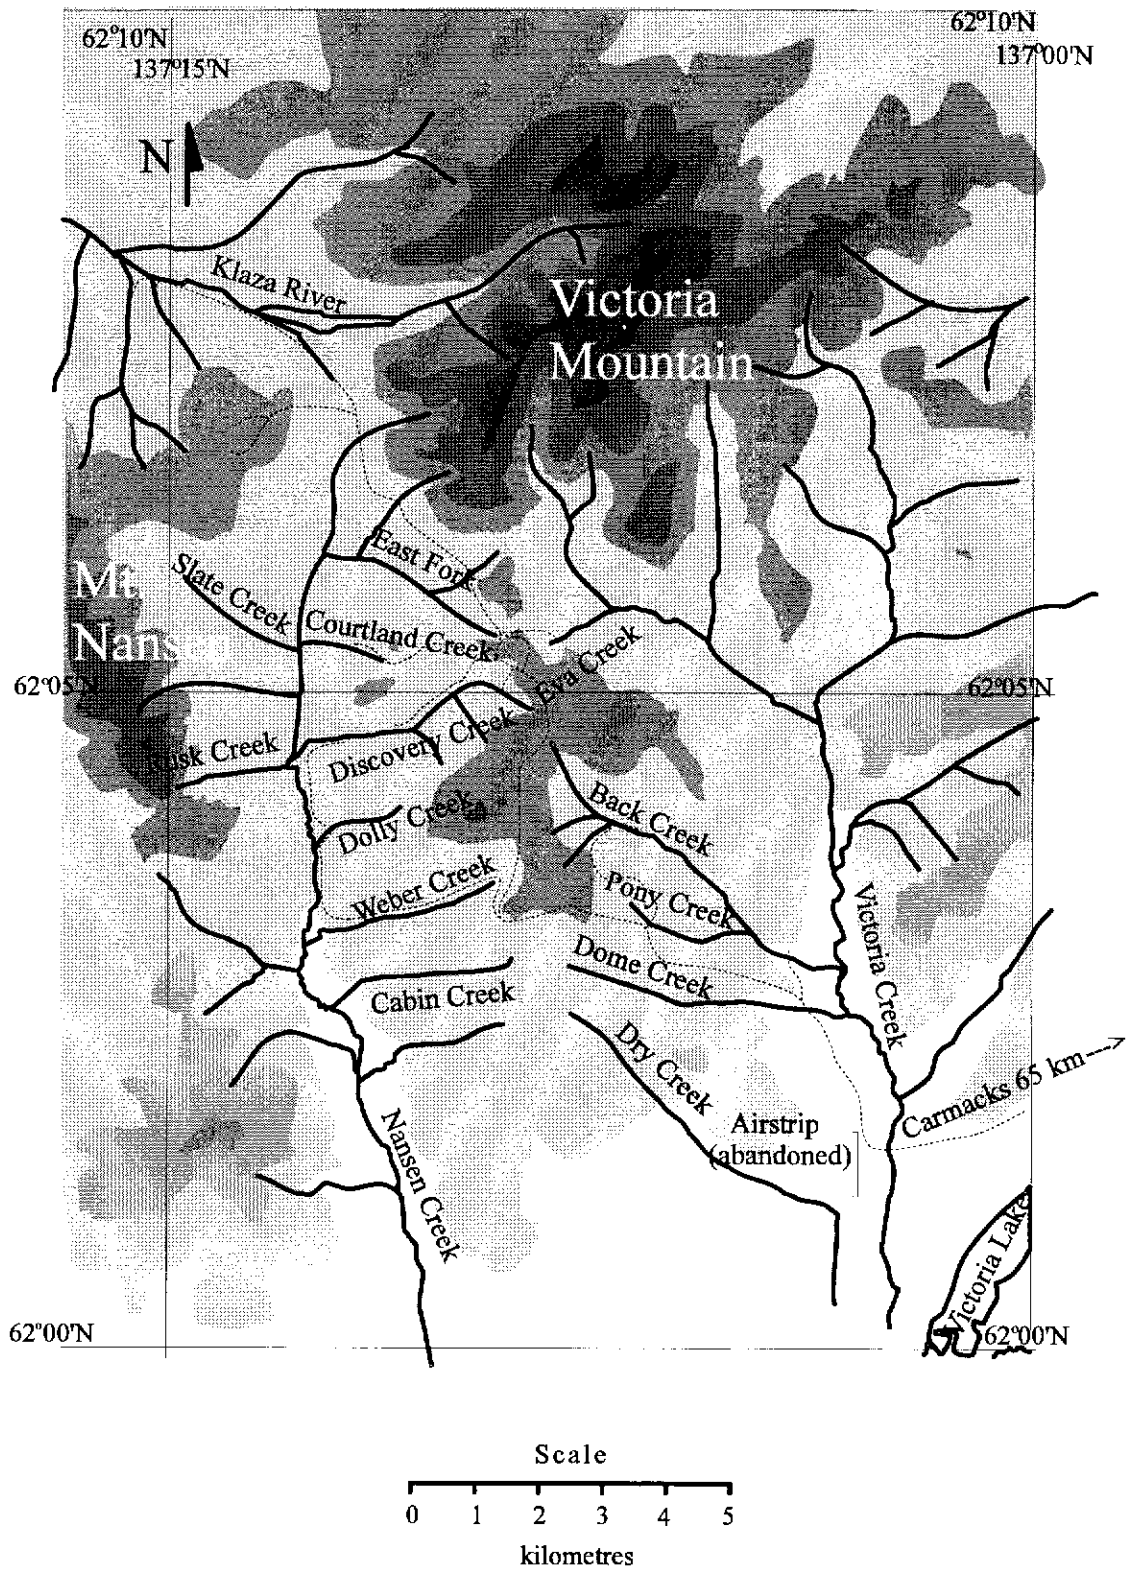 62°10'N
62°10'N
137°15'N
137°00'N
N
Klaza River
Victoria
Mountain
East Fork
Mt
Slate Creek
Courtland Creek
Eva Creek
62°05'N
62°05'N
Discovery Creek
Dolly Creek
Back Creek
Weber Creek
Pony Creek
Victoria Creek
Dome Creek
Cabin Creek
Dry Creek
Carmacks 65 km
Airstrip
(abandoned)
Nansen Creek
Victoria Lake
62°00'N
62°00'N
Scale
0 1 2 3 4 5
kilometres